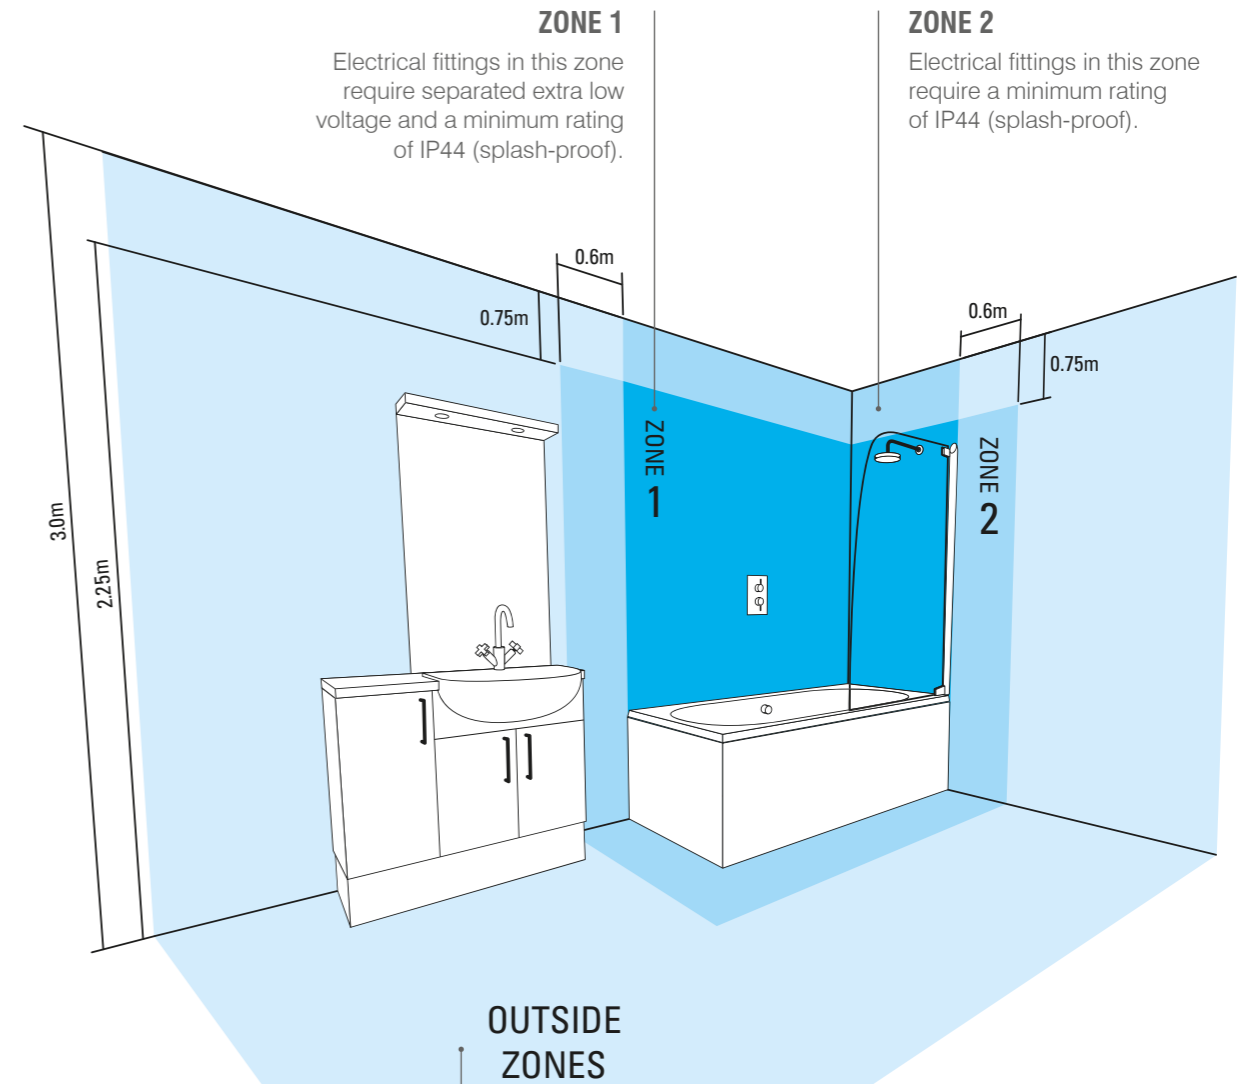 ZONE 1
Electrical fittings in this zone
require separated extra low
voltage and a minimum rating
of IP44 (splash-proof).
ZONE 2
Electrical fittings in this zone
require a minimum rating
of IP44 (splash-proof).
0.6m
0.75m
0.6m
0.75m
3.0m
2.25m
ZONE
1
ZONE
2
OUTSIDE
ZONES